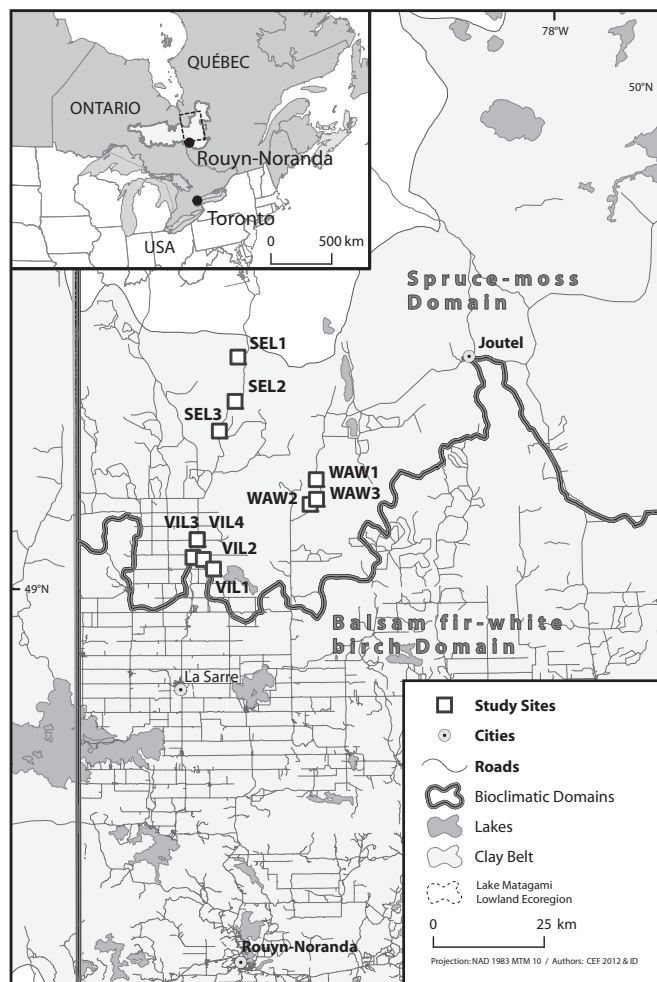 QUÉBEC
ONTARIO
Rouyn-Noranda
Toronto
USA
0 500 km
78°W
50°N
Spruce-moss
Domain
Joutel
SEL1
SEL2
SEL3
WAW1
WAW2 WAW3
VIL3 VIL4
VIL2
VIL1
49°N
Balsam fir-white
birch Domain
La Sarre
Rouyn-Noranda
Study Sites
Cities
Roads
Bioclimatic Domains
Lakes
Clay Belt
Lake Matagami
Lowland Ecoregion
0 25 km
Projection: NAD 1983 MTM 10 / Authors: CEF 2012 & ID